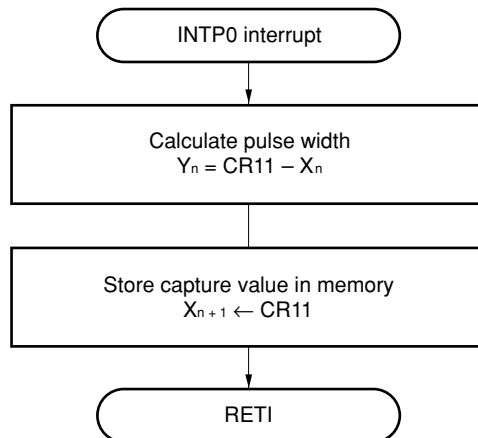 INTP0 interrupt
Calculate pulse width
Yn = CR11 – Xn
Store capture value in memory
Xn + 1 ← CR11
RETI